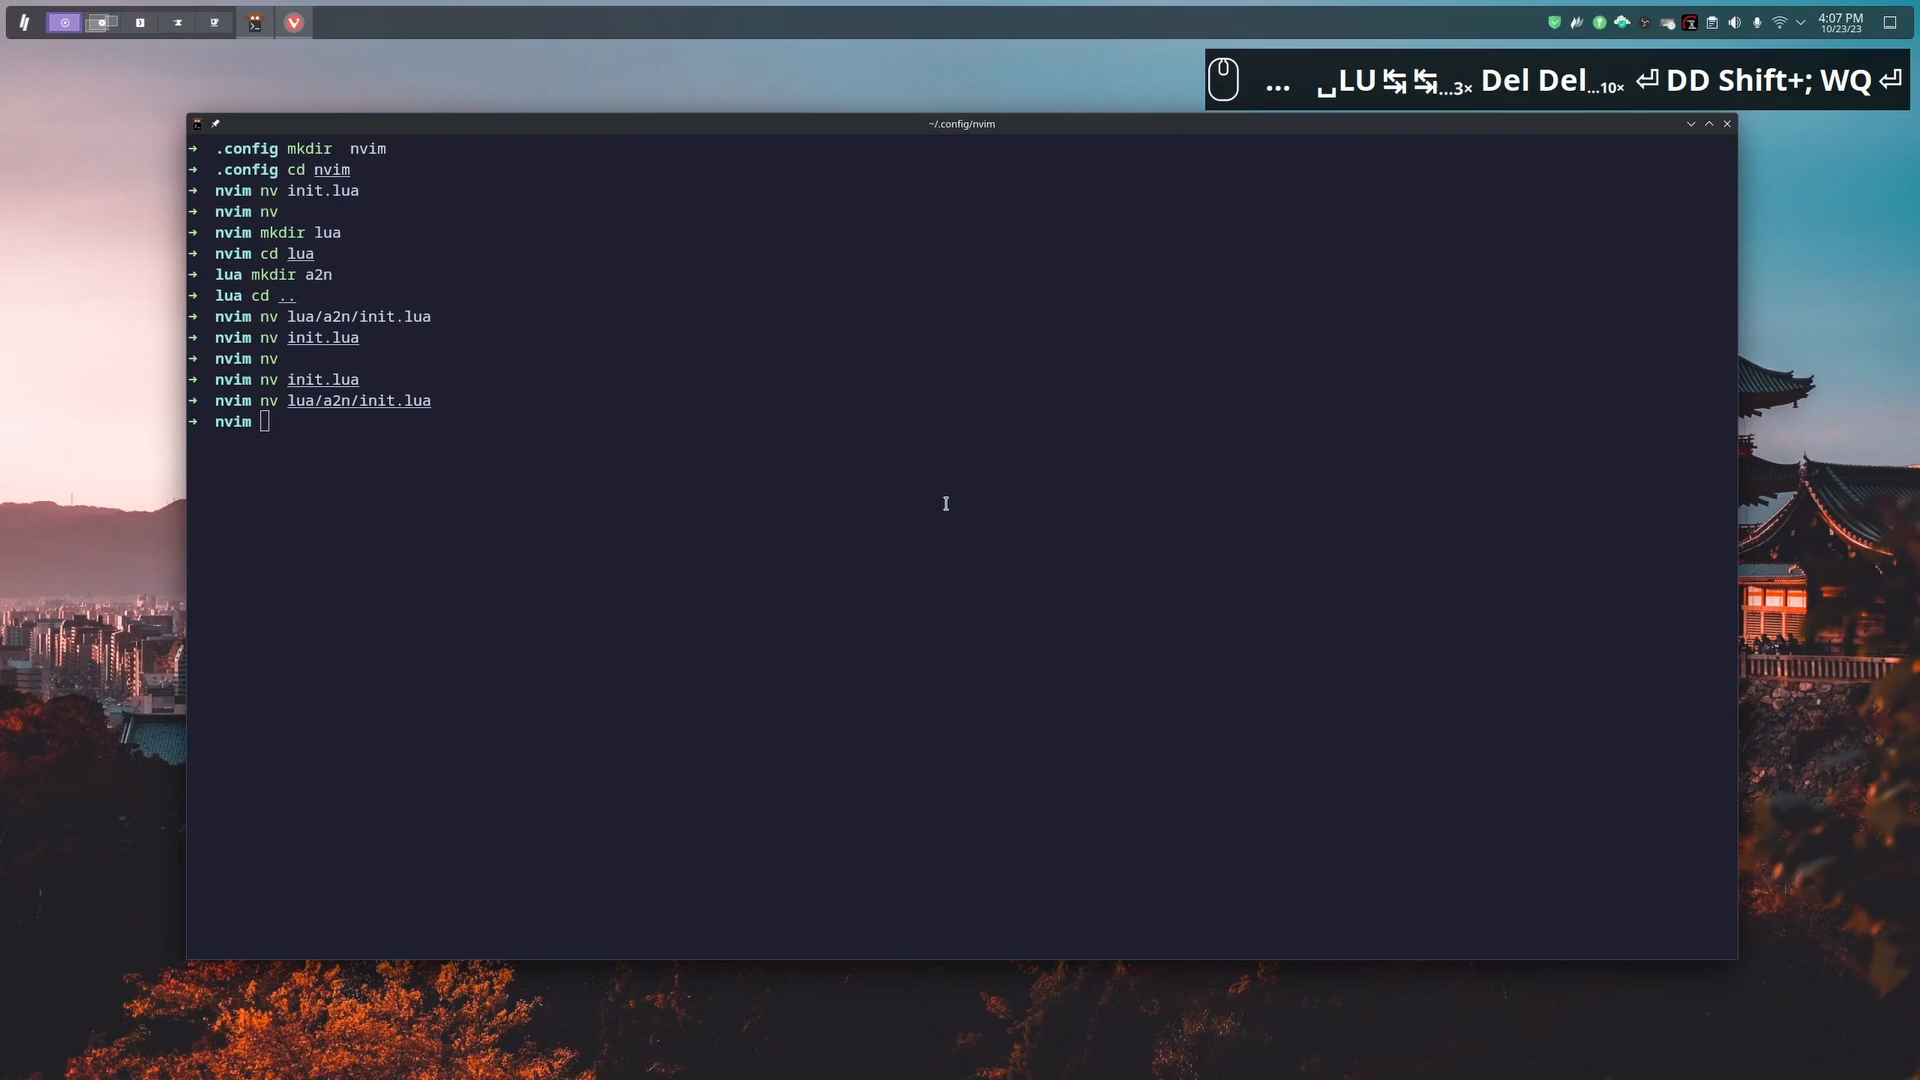 4:07 PM
10/23/23
... ␣LU ↹ ↹...3× Del Del...10× ⏎ DD Shift+; WQ ⏎
~/.config/nvim
➜ .config mkdir  nvim
➜ .config cd nvim
➜ nvim nv init.lua
➜ nvim nv
➜ nvim mkdir lua
➜ nvim cd lua
➜ lua mkdir a2n
➜ lua cd ..
➜ nvim nv lua/a2n/init.lua
➜ nvim nv init.lua
➜ nvim nv
➜ nvim nv init.lua
➜ nvim nv lua/a2n/init.lua
➜ nvim